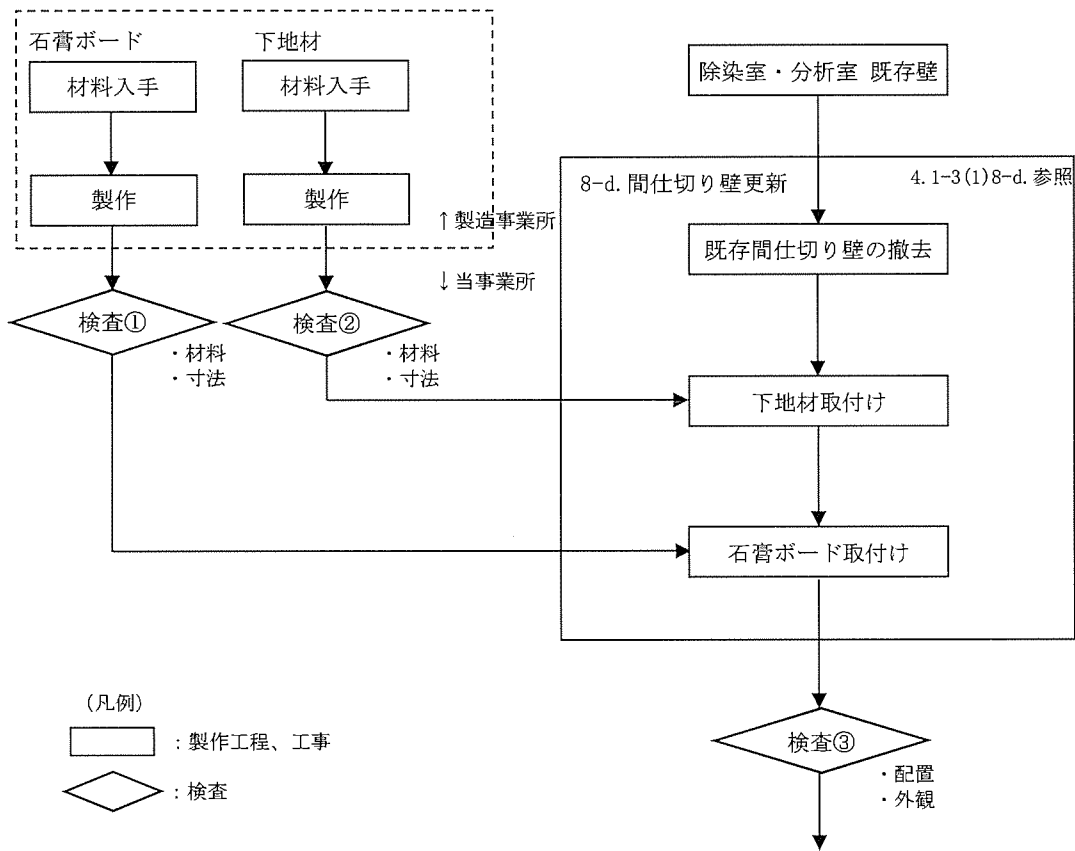 石膏ボード
下地材
材料入手
材料入手
製作
製作
↑製造事業所
↓当事業所
検査①
・材料
・寸法
検査②
・材料
・寸法
除染室・分析室 既存壁
8-d.間仕切り壁更新
4.1-3(1)8-d.参照
既存間仕切り壁の撤去
下地材取付け
石膏ボード取付け
検査③
・配置
・外観
(凡例)
：製作工程、工事
：検査